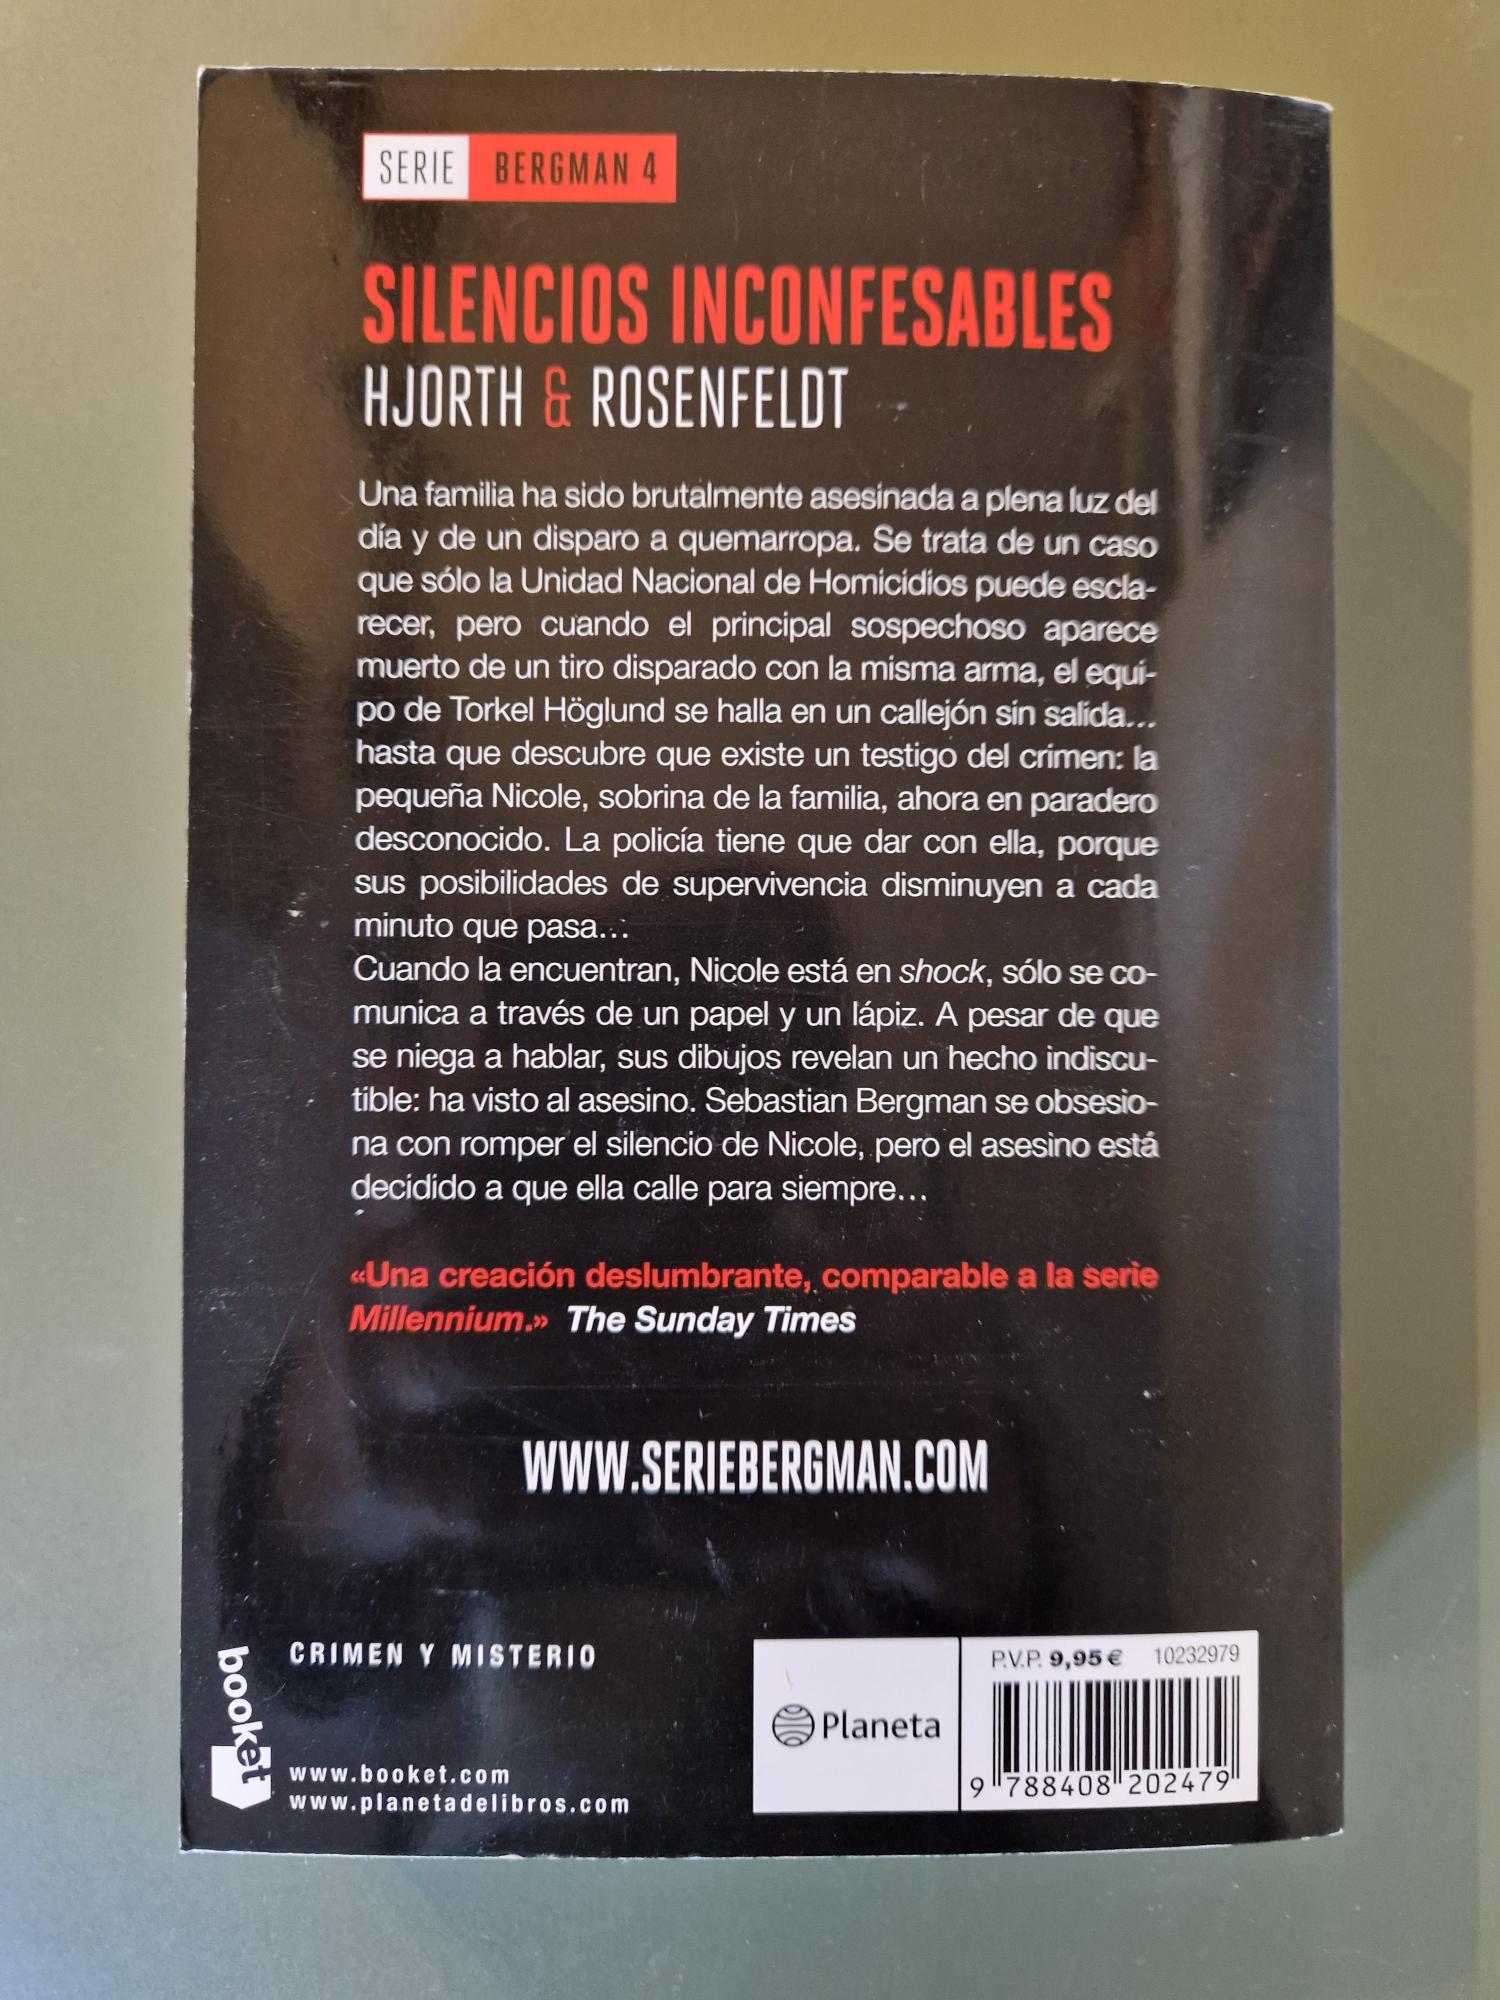 SERIE BERGMAN 4
SILENCIOS INCONFESABLES
HJORTH & ROSENFELDT
Una familia ha sido brutalmente asesinada a plena luz del
día y de un disparo a quemarropa. Se trata de un caso
que sólo la Unidad Nacional de Homicidios puede escla-
recer, pero cuando el principal sospechoso aparece
muerto de un tiro disparado con la misma arma, el equi-
po de Torkel Höglund se halla en un callejón sin salida...
hasta que descubre que existe un testigo del crimen: la
pequeña Nicole, sobrina de la familia, ahora en paradero
desconocido. La policía tiene que dar con ella, porque
sus posibilidades de supervivencia disminuyen a cada
minuto que pasa...
Cuando la encuentran, Nicole está en shock, sólo se co-
munica a través de un papel y un lápiz. A pesar de que
se niega a hablar, sus dibujos revelan un hecho indiscu-
tible: ha visto al asesino. Sebastian Bergman se obsesio-
na con romper el silencio de Nicole, pero el asesino está
decidido a que ella calle para siempre...
«Una creación deslumbrante, comparable a la serie
Millennium.» The Sunday Times
WWW.SERIEBERGMAN.COM
CRIMEN Y MISTERIO
booket
www.booket.com
www.planetadelibros.com
Planeta
P.V.P. 9,95 € 10232979
9 788408 202479